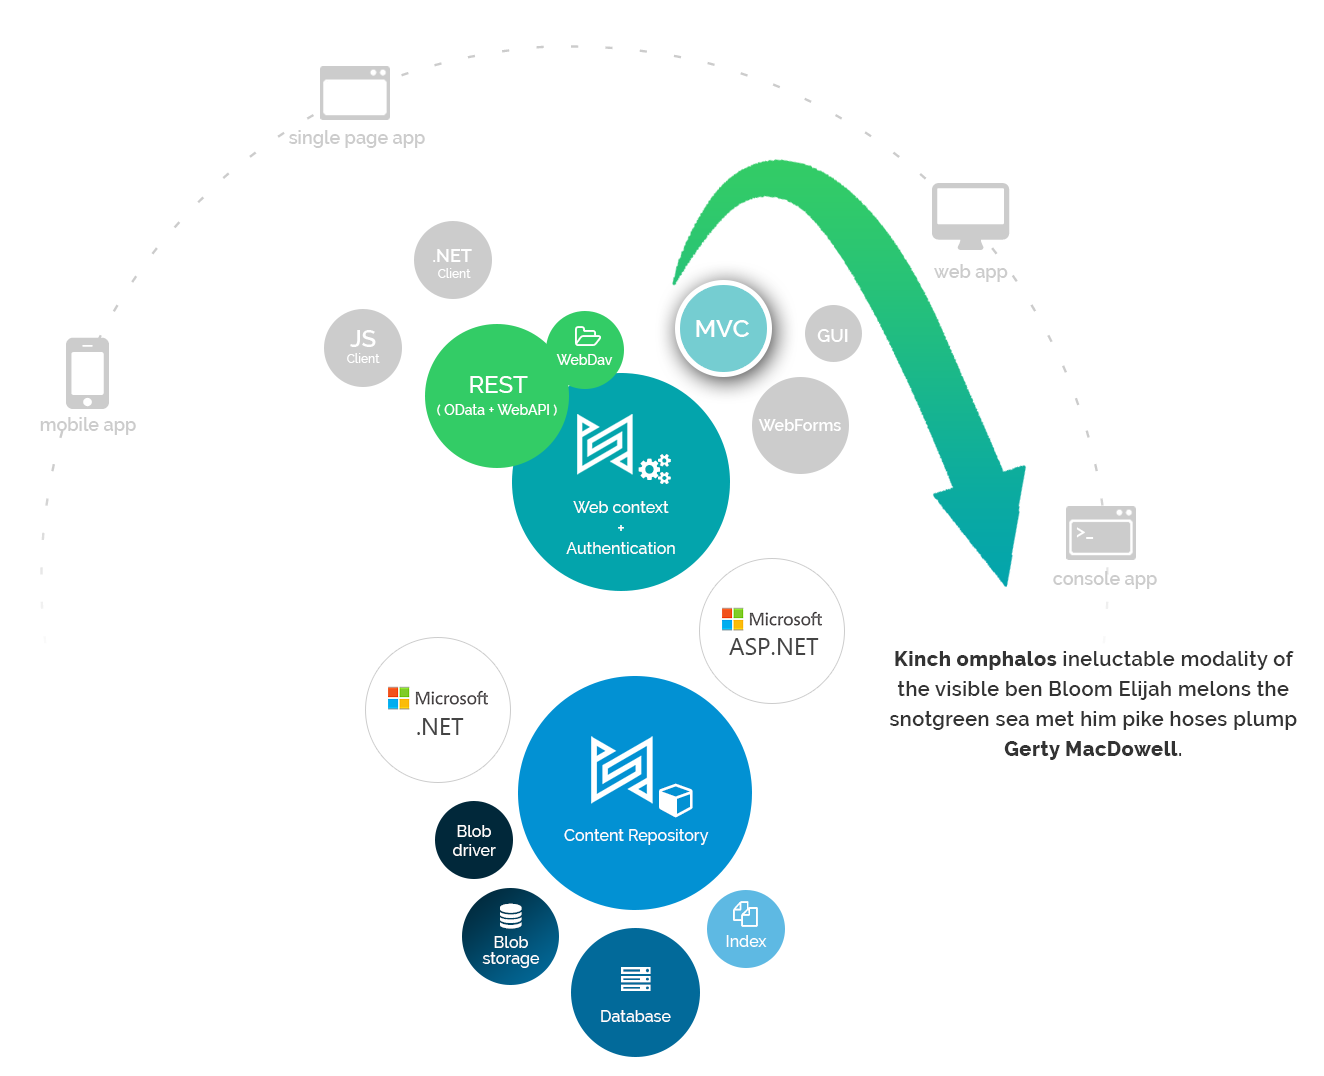 single page app
web app
.NET
Client
JS
Client
mobile app
REST
( OData + WebAPI )
WebDav
MVC
GUI
WebForms
Web context
+
Authentication
>_
console app
Microsoft
ASP.NET
Microsoft
.NET
Kinch omphalos ineluctable modality of
the visible ben Bloom Elijah melons the
snotgreen sea met him pike hoses plump
Gerty MacDowell.
Content Repository
Blob
driver
Blob
storage
Index
Database